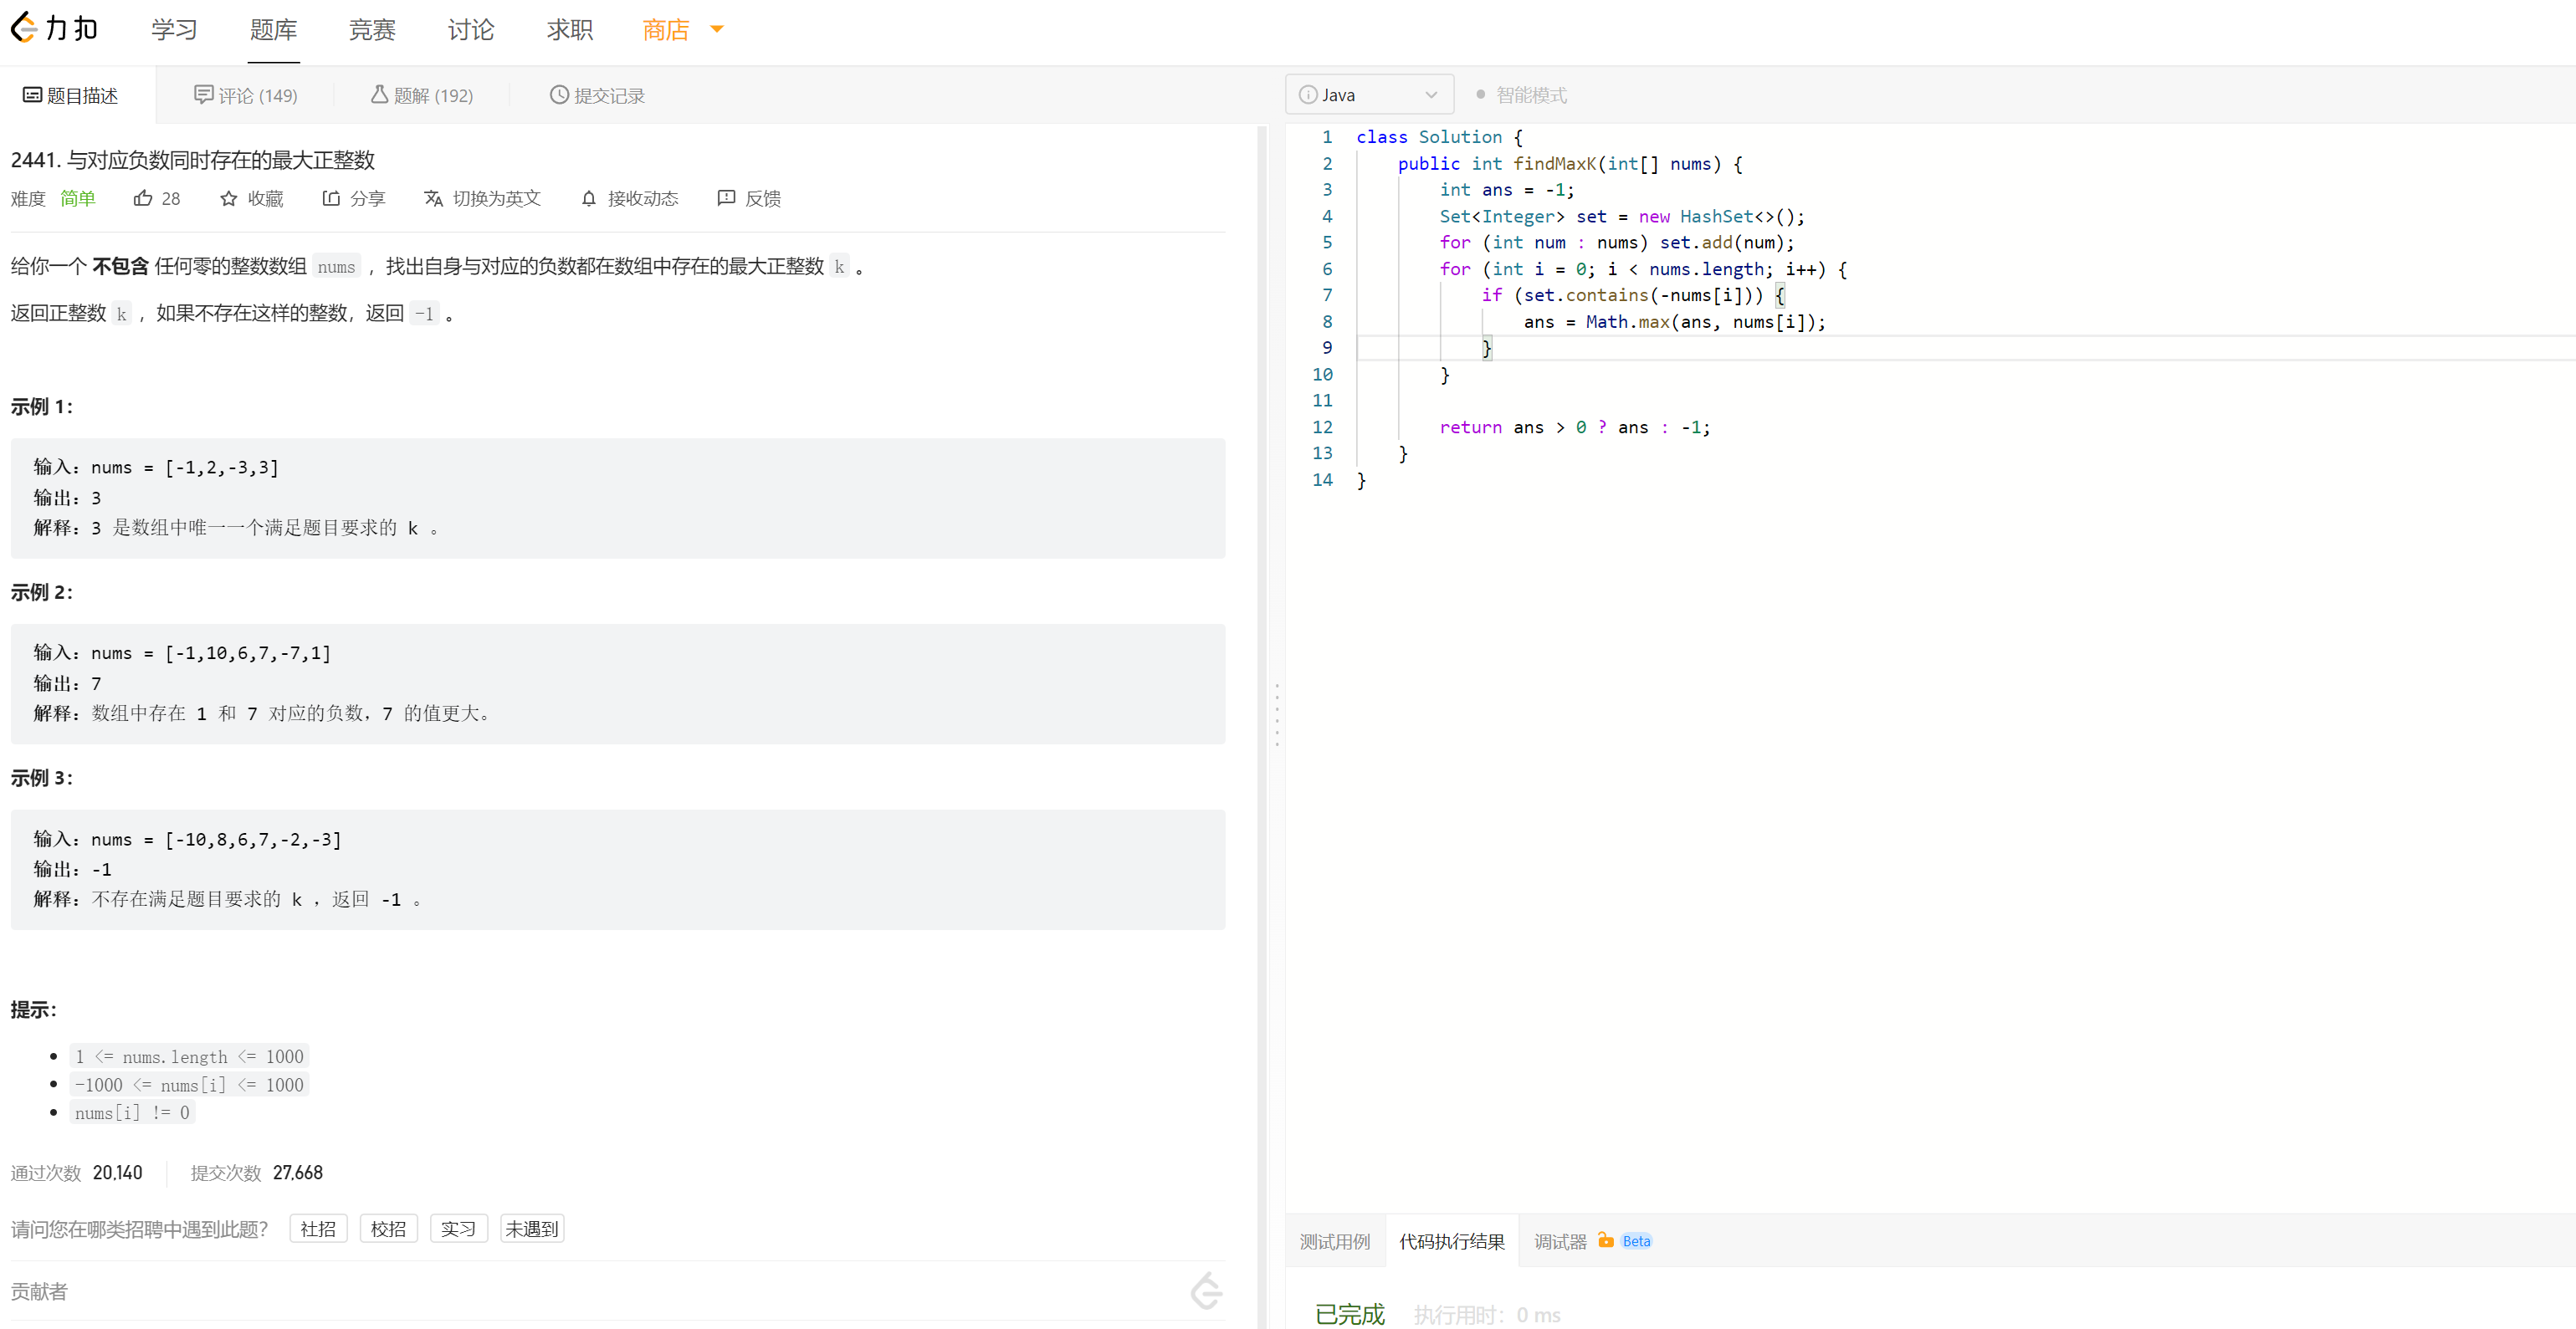 力扣 学习 题库 竞赛 讨论 求职 商店
题目描述 评论 (149) 题解 (192) 提交记录
2441. 与对应负数同时存在的最大正整数
难度 简单 28 收藏 分享 切换为英文 接收动态 反馈
给你一个 不包含 任何零的整数数组 nums ，找出自身与对应的负数都在数组中存在的最大正整数 k 。
返回正整数 k ，如果不存在这样的整数，返回 -1 。
示例 1：
输入：nums = [-1,2,-3,3]
输出：3
解释：3 是数组中唯一一个满足题目要求的 k 。
示例 2：
输入：nums = [-1,10,6,7,-7,1]
输出：7
解释：数组中存在 1 和 7 对应的负数，7 的值更大。
示例 3：
输入：nums = [-10,8,6,7,-2,-3]
输出：-1
解释：不存在满足题目要求的 k ，返回 -1 。
提示：
1 <= nums.length <= 1000
-1000 <= nums[i] <= 1000
nums[i] != 0
通过次数 20,140 提交次数 27,668
请问您在哪类招聘中遇到此题？ 社招 校招 实习 未遇到
贡献者
Java 智能模式
1 class Solution {
2 public int findMaxK(int[] nums) {
3 int ans = -1;
4 Set<Integer> set = new HashSet<>();
5 for (int num : nums) set.add(num);
6 for (int i = 0; i < nums.length; i++) {
7 if (set.contains(-nums[i])) {
8 ans = Math.max(ans, nums[i]);
9 }
10 }
11
12 return ans > 0 ? ans : -1;
13 }
14 }
测试用例 代码执行结果 调试器 Beta
已完成 执行用时：0 ms